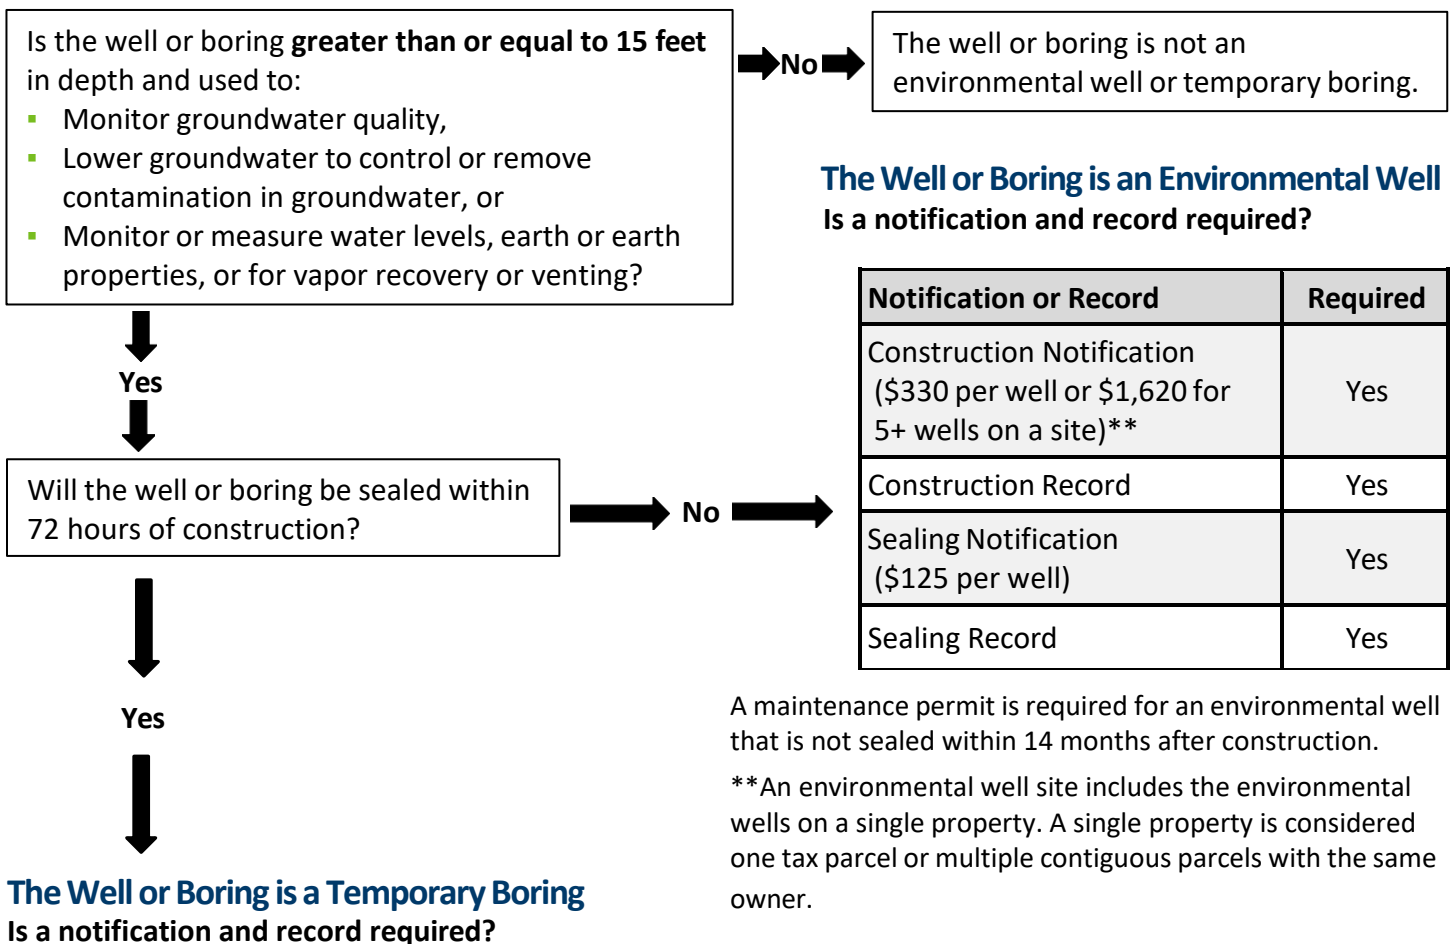 Is the well or boring greater than or equal to 15 feet
in depth and used to:
▪ Monitor groundwater quality,
▪ Lower groundwater to control or remove
contamination in groundwater, or
▪ Monitor or measure water levels, earth or earth
properties, or for vapor recovery or venting?
No
The well or boring is not an
environmental well or temporary boring.
Yes
Will the well or boring be sealed within
72 hours of construction?
No
The Well or Boring is an Environmental Well
Is a notification and record required?
Notification or Record Required
Construction Notification
($330 per well or $1,620 for
5+ wells on a site)**
Yes
Construction Record Yes
Sealing Notification
($125 per well)
Yes
Sealing Record Yes
A maintenance permit is required for an environmental well
that is not sealed within 14 months after construction.
**An environmental well site includes the environmental
wells on a single property. A single property is considered
one tax parcel or multiple contiguous parcels with the same
owner.
Yes
The Well or Boring is a Temporary Boring
Is a notification and record required?